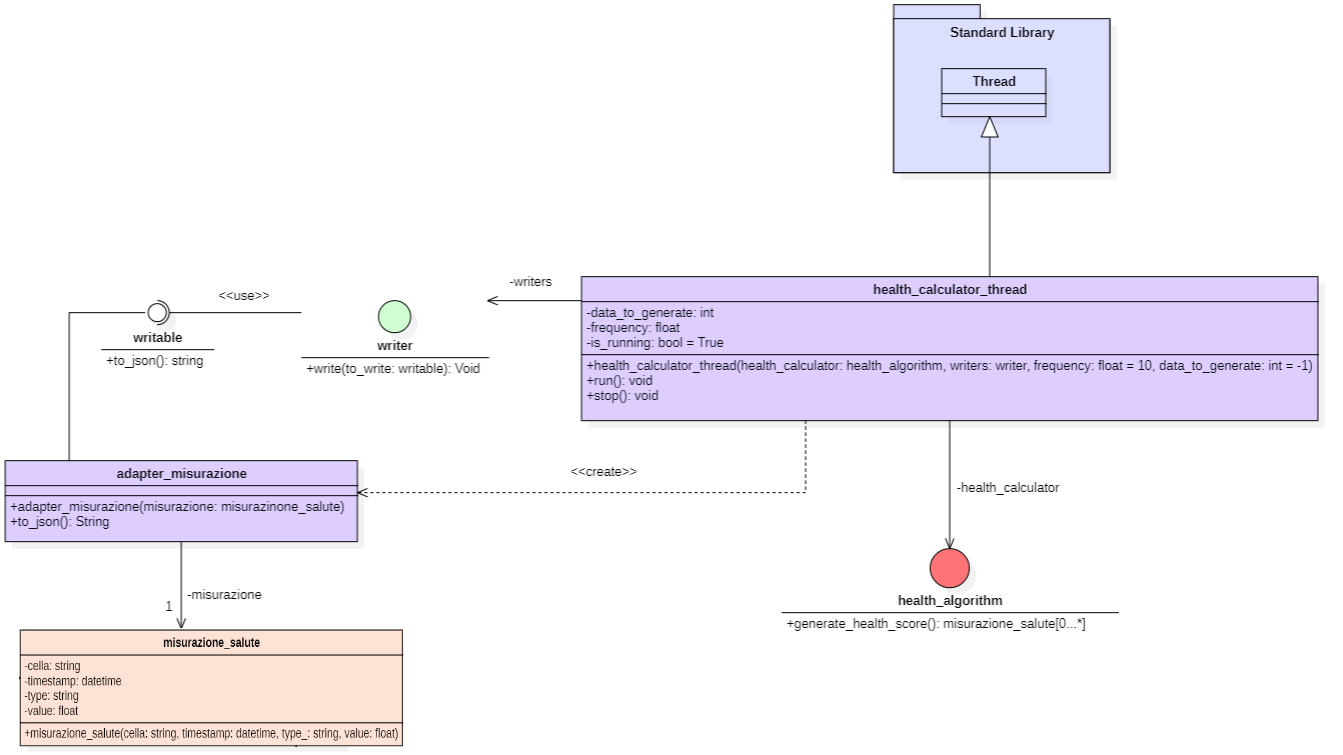 Standard Library
Thread
-writers
health_calculator_thread
-data_to_generate: int
-frequency: float
-is_running: bool = True
+health_calculator_thread(health_calculator: health_algorithm, writers: writer, frequency: float = 10, data_to_generate: int = -1)
+run(): void
+stop(): void
<<use>>
writable
+to_json(): string
writer
+write(to_write: writable): Void
<<create>>
adapter_misurazione
+adapter_misurazione(misurazione: misurazinone_salute)
+to_json(): String
-health_calculator
health_algorithm
+generate_health_score(): misurazione_salute[0...*]
-misurazione
1
misurazione_salute
-cella: string
-timestamp: datetime
-type: string
-value: float
+misurazione_salute(cella: string, timestamp: datetime, type_: string, value: float)